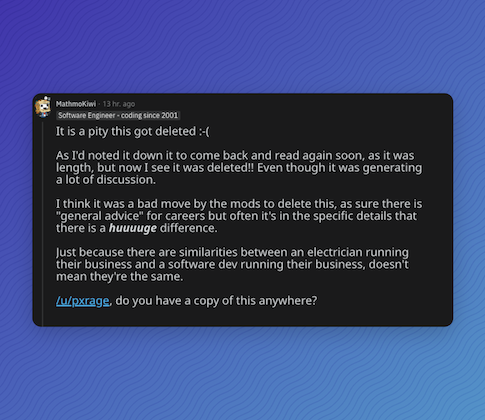 MathmoKiwi · 13 hr. ago
Software Engineer - coding since 2001
It is a pity this got deleted :-(
As I'd noted it down it to come back and read again soon, as it was
length, but now I see it was deleted!! Even though it was generating
a lot of discussion.
I think it was a bad move by the mods to delete this, as sure there is
"general advice" for careers but often it's in the specific details that
there is a huuuuge difference.
Just because there are similarities between an electrician running
their business and a software dev running their business, doesn't
mean they're the same.
/u/pxrage, do you have a copy of this anywhere?